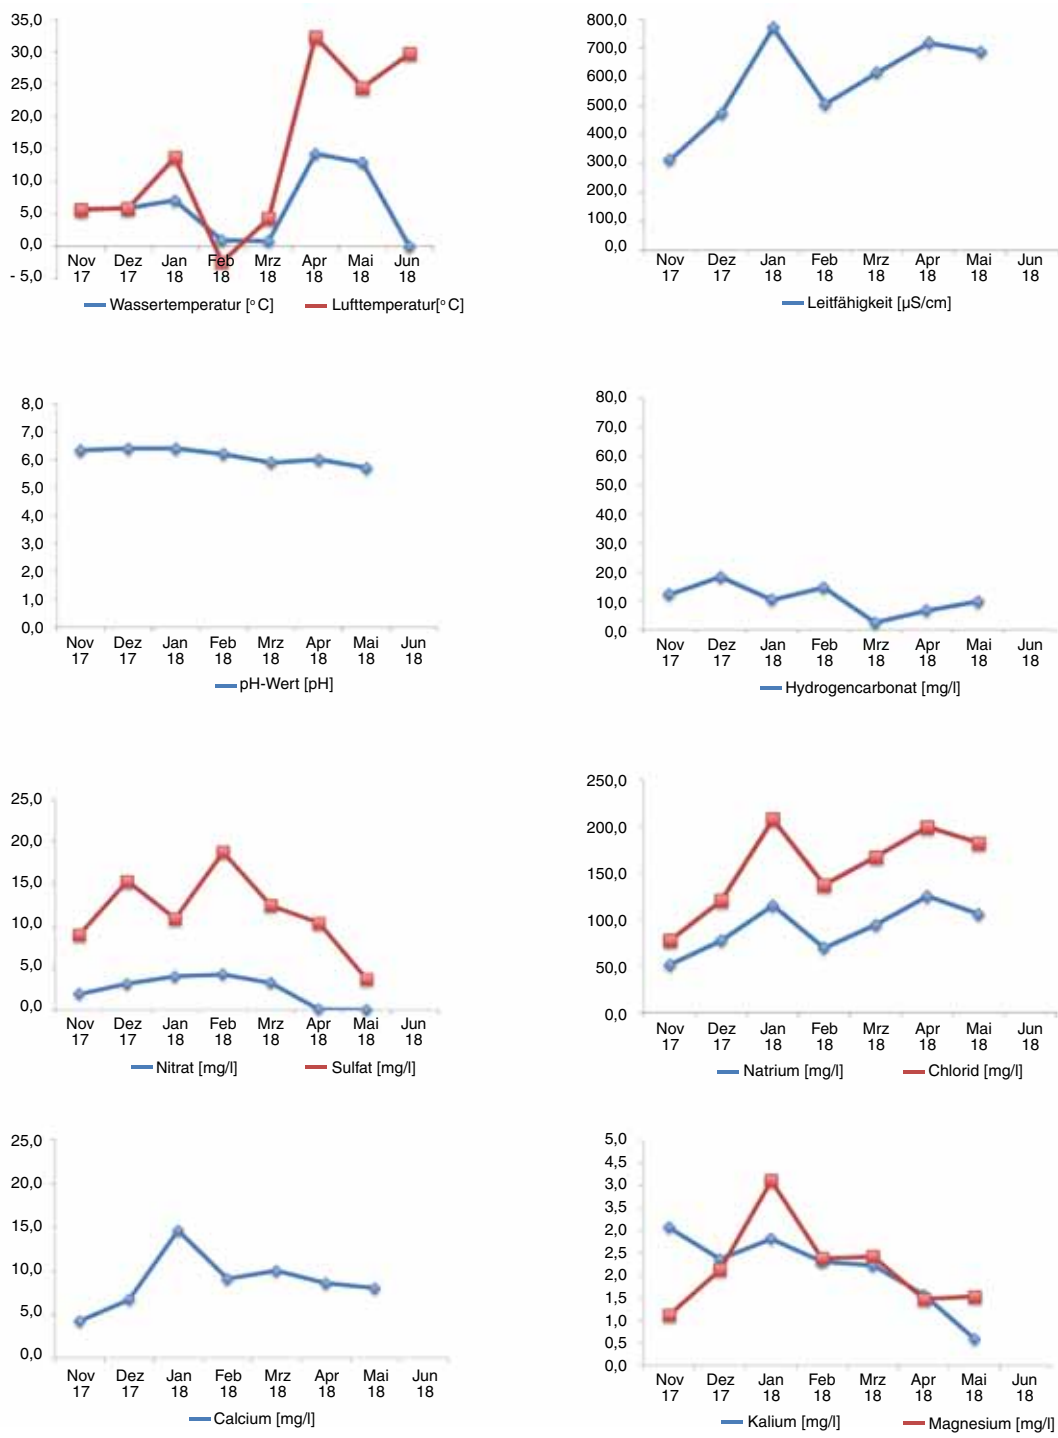 35,0
30,0
25,0
20,0
15,0
10,0
5,0
0,0
- 5,0
Nov Dez Jan Feb Mrz Apr Mai Jun
17 17 18 18 18 18 18 18
Wassertemperatur [°C] Lufttemperatur[°C]
800,0
700,0
600,0
500,0
400,0
300,0
200,0
100,0
0,0
Nov Dez Jan Feb Mrz Apr Mai Jun
17 17 18 18 18 18 18 18
Leitfähigkeit [µS/cm]
8,0
7,0
6,0
5,0
4,0
3,0
2,0
1,0
0,0
Nov Dez Jan Feb Mrz Apr Mai Jun
17 17 18 18 18 18 18 18
pH-Wert [pH]
80,0
70,0
60,0
50,0
40,0
30,0
20,0
10,0
0,0
Nov Dez Jan Feb Mrz Apr Mai Jun
17 17 18 18 18 18 18 18
Hydrogencarbonat [mg/l]
25,0
20,0
15,0
10,0
5,0
0,0
Nov Dez Jan Feb Mrz Apr Mai Jun
17 17 18 18 18 18 18 18
Nitrat [mg/l] Sulfat [mg/l]
250,0
200,0
150,0
100,0
50,0
0,0
Nov Dez Jan Feb Mrz Apr Mai Jun
17 17 18 18 18 18 18 18
Natrium [mg/l] Chlorid [mg/l]
25,0
20,0
15,0
10,0
5,0
0,0
Nov Dez Jan Feb Mrz Apr Mai Jun
17 17 18 18 18 18 18 18
Calcium [mg/l]
5,0
4,5
3,0
3,5
2,0
2,5
2,0
1,5
1,0
0,5
0,0
Nov Dez Jan Feb Mrz Apr Mai Jun
17 17 18 18 18 18 18 18
Kalium [mg/l] Magnesium [mg/l]